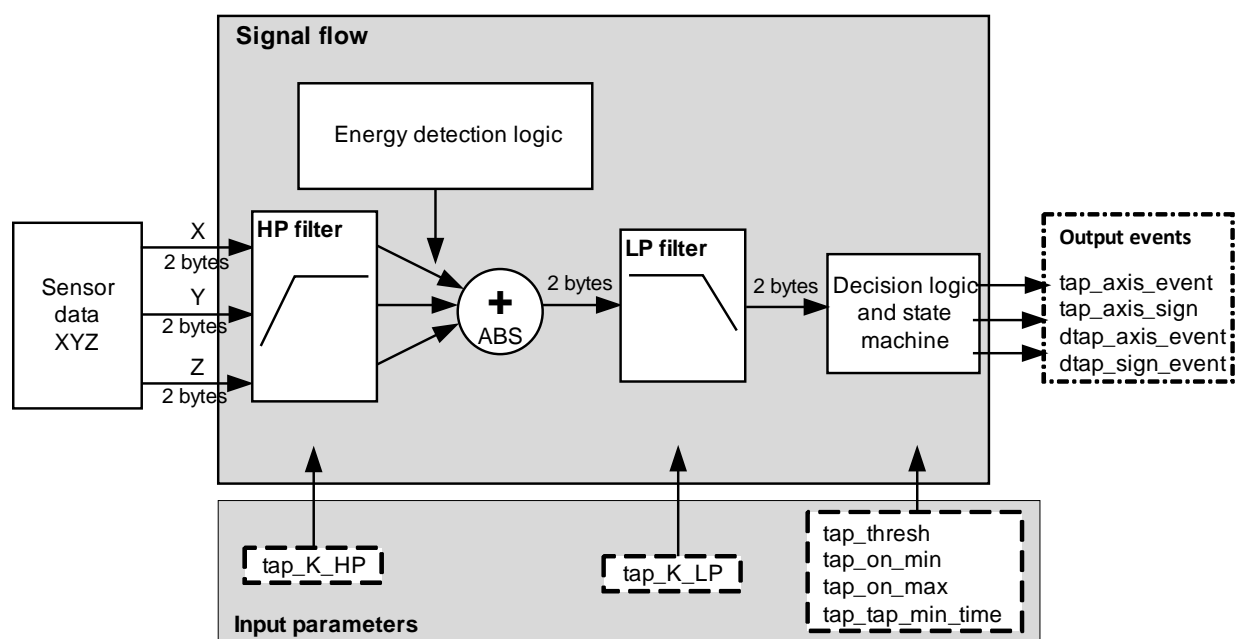 Signal flow
Energy detection logic
Sensor
data
XYZ
X
2 bytes
Y
2 bytes
Z
2 bytes
HP filter
+
ABS
2 bytes
LP filter
2 bytes
Decision logic
and state
machine
Output events
tap_axis_event
tap_axis_sign
dtap_axis_event
dtap_sign_event
tap_K_HP
tap_K_LP
tap_thresh
tap_on_min
tap_on_max
tap_tap_min_time
Input parameters